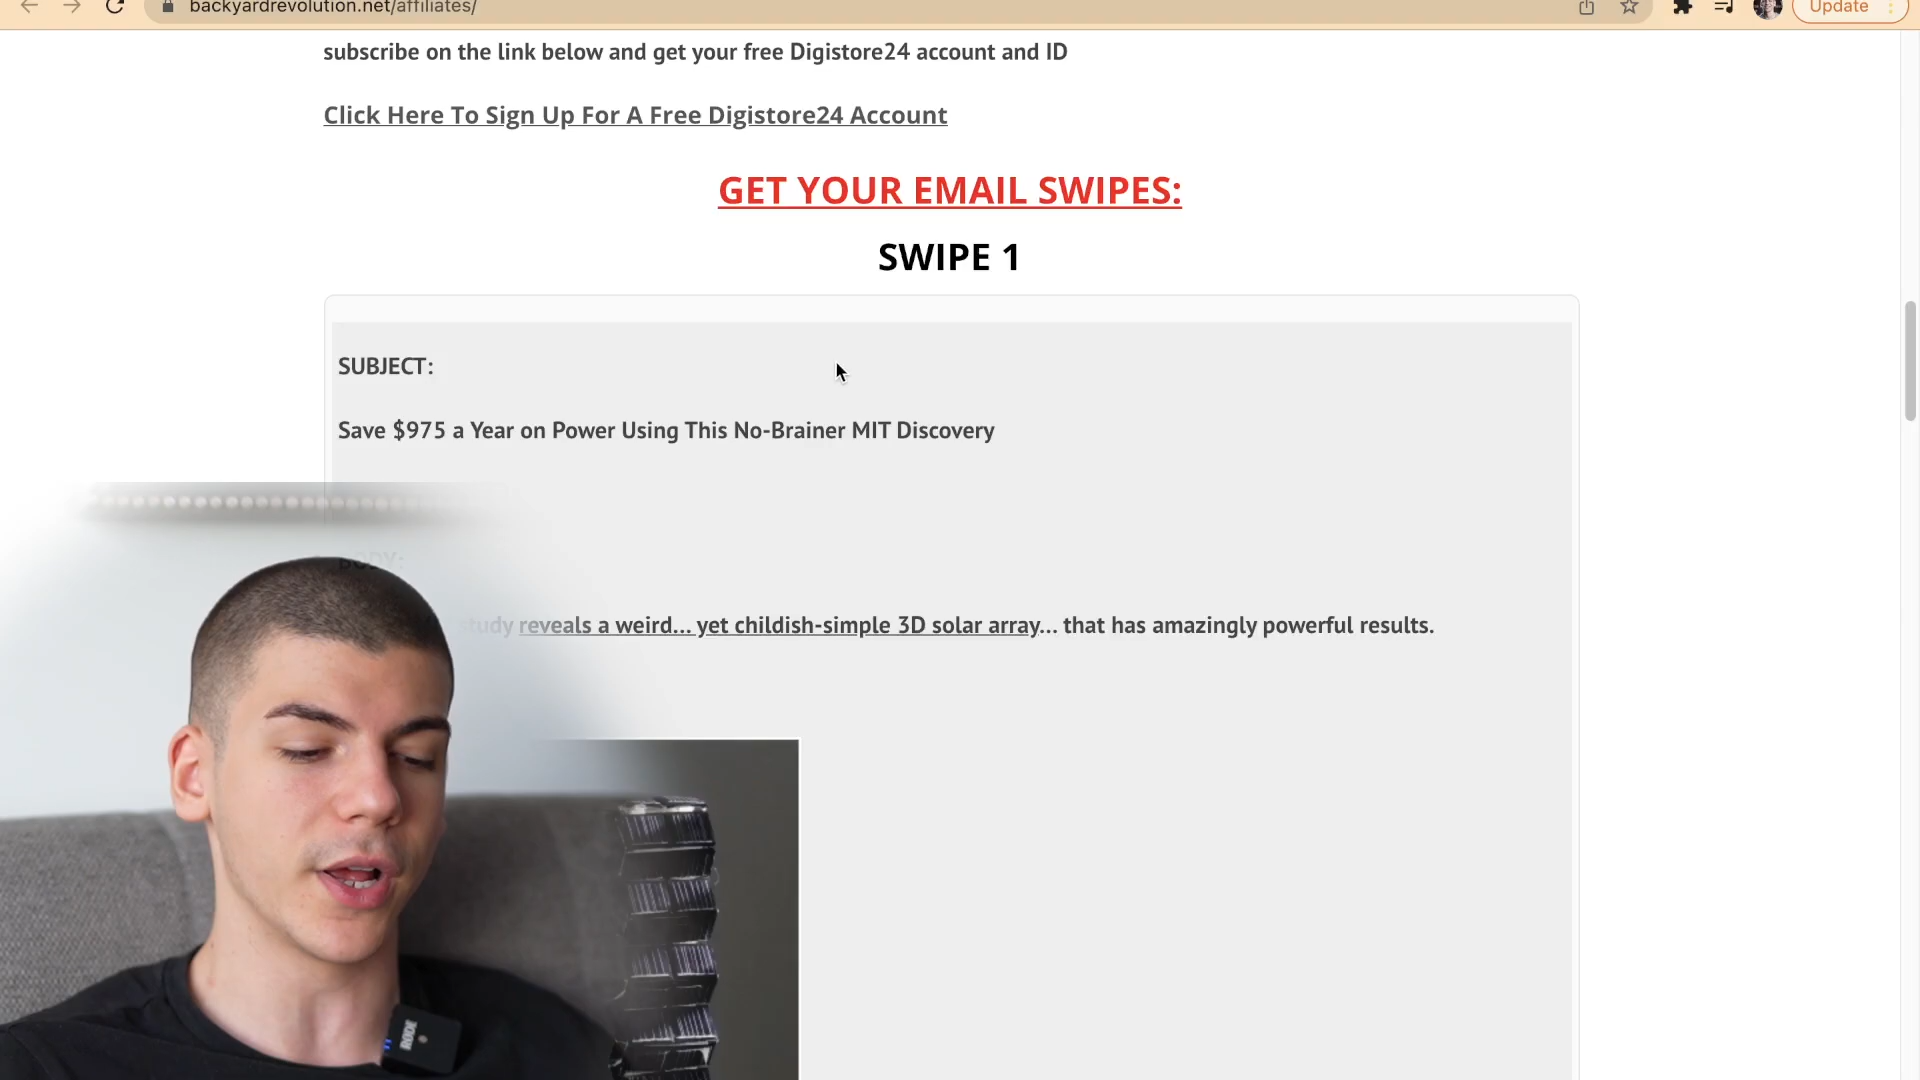 backyardrevolution.net/affiliates/
Update
subscribe on the link below and get your free Digistore24 account and ID
Click Here To Sign Up For A Free Digistore24 Account
GET YOUR EMAIL SWIPES:
SWIPE 1
SUBJECT:
Save $975 a Year on Power Using This No-Brainer MIT Discovery
BODY:
study reveals a weird... yet childish-simple 3D solar array... that has amazingly powerful results.
RODE